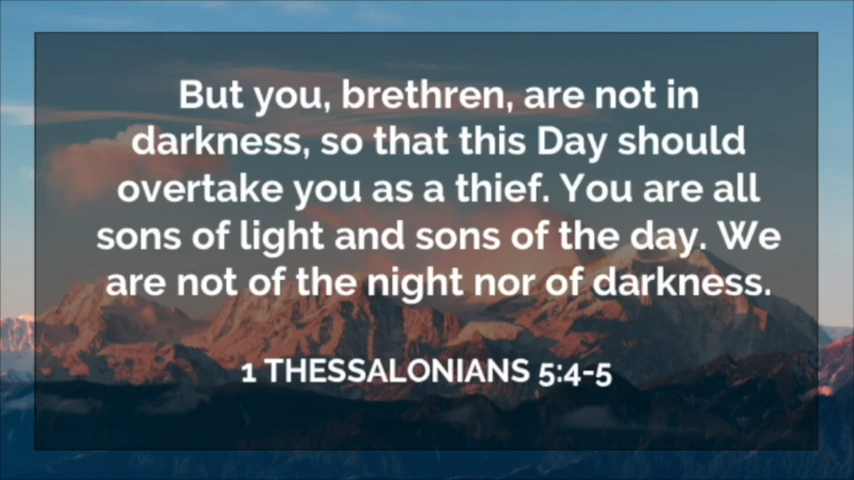 But you, brethren, are not in
darkness, so that this Day should
overtake you as a thief. You are all
sons of light and sons of the day. We
are not of the night nor of darkness.
1 THESSALONIANS 5:4-5